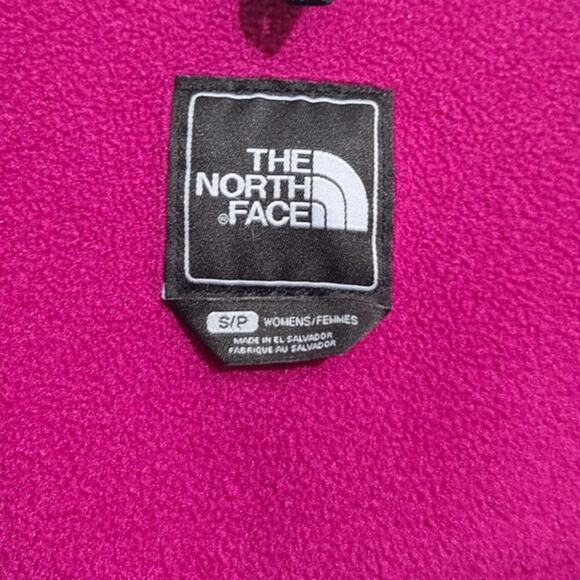 THE
NORTH
®FACE
S/P WOMENS/FEMMES
MADE IN EL SALVADOR
FABRIQUE AU SALVADOR